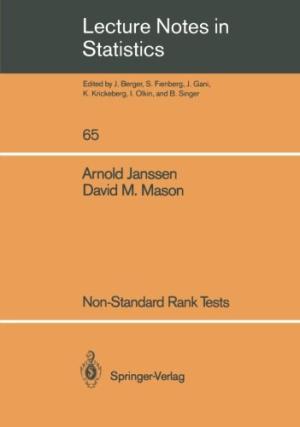 Lecture Notes in
Statistics
Edited by J. Berger, S. Fienberg, J. Gani,
K. Krickeberg, I. Olkin, and B. Singer
65
Arnold Janssen
David M. Mason
Non-Standard Rank Tests
Springer-Verlag